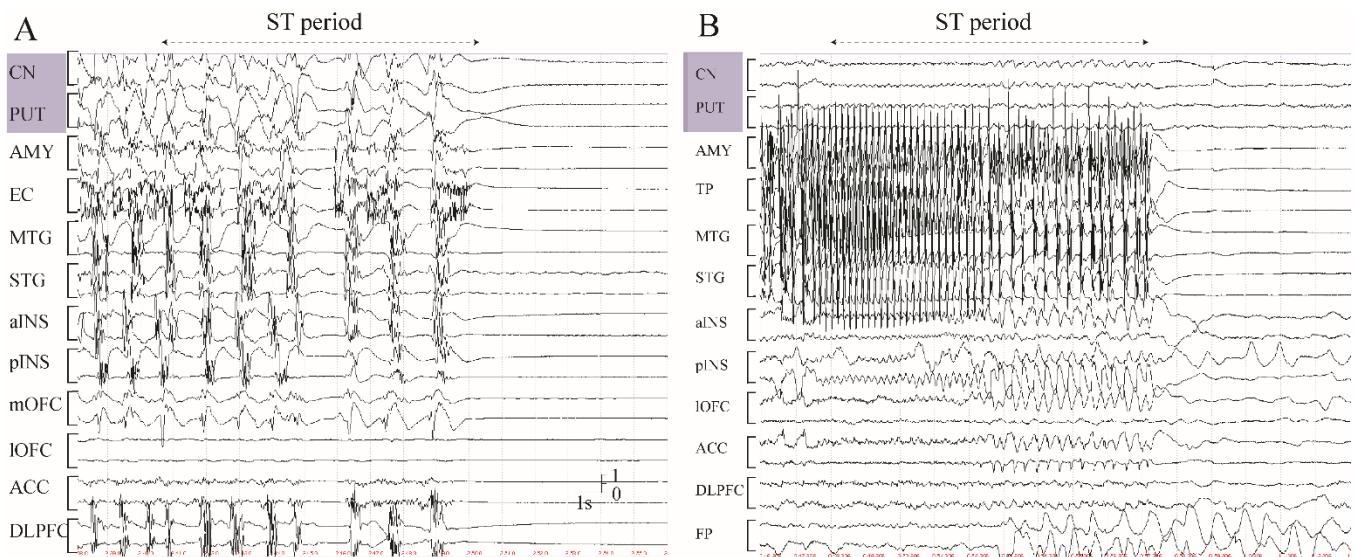 A
ST period
CN
PUT
AMY
EC
MTG
STG
aINS
pINS
mOFC
lOFC
ACC
DLPFC
1
0
1s
B
ST period
CN
PUT
AMY
TP
MTG
STG
aINS
pINS
lOFC
ACC
DLPFC
FP